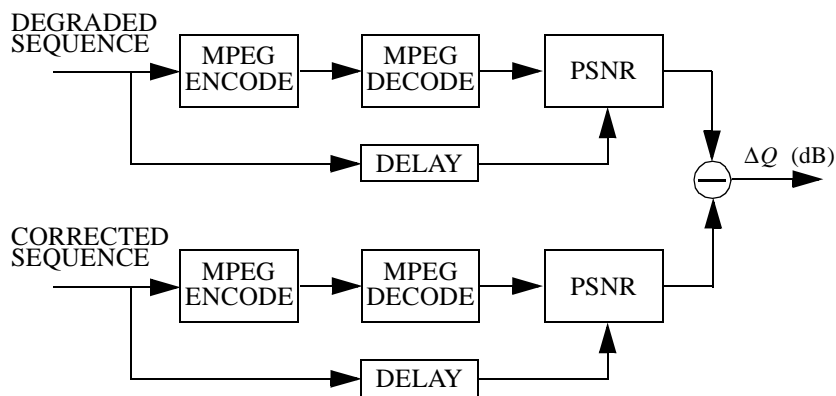 DEGRADED
SEQUENCE
MPEG
ENCODE
MPEG
DECODE
PSNR
DELAY
ΔQ (dB)
CORRECTED
SEQUENCE
MPEG
ENCODE
MPEG
DECODE
PSNR
DELAY